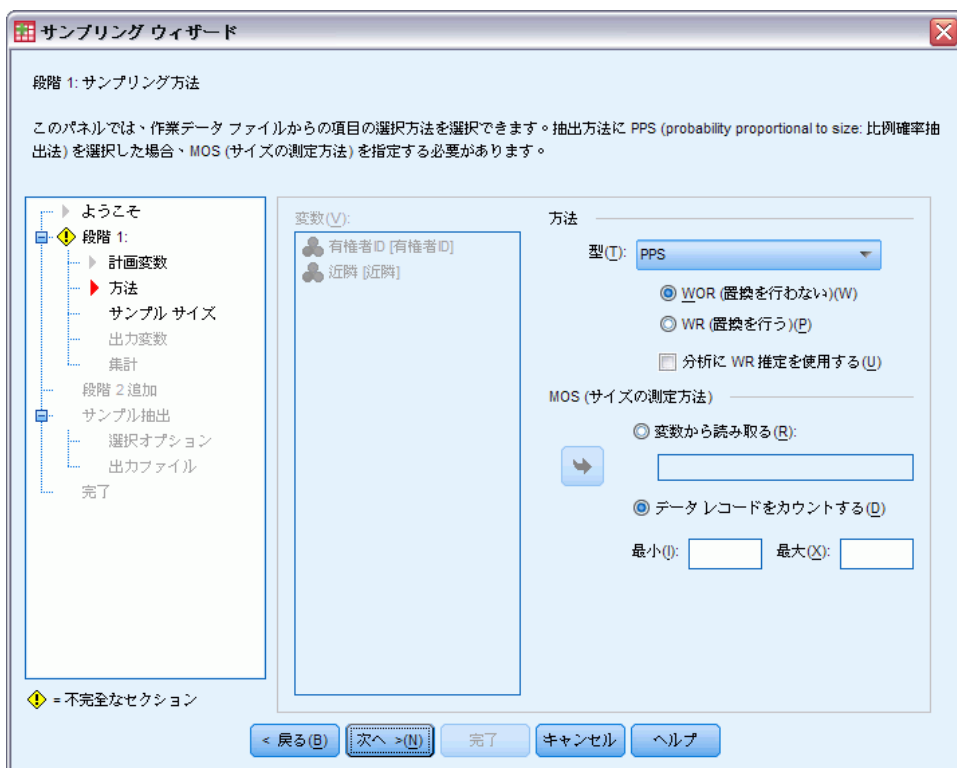 サンプリング ウィザード
段階 1: サンプリング方法
このパネルでは、作業データ ファイルからの項目の選択方法を選択できます。抽出方法に PPS (probability proportional to size: 比例確率抽
出法) を選択した場合、MOS (サイズの測定方法) を指定する必要があります。
ようこそ
段階 1:
計画変数
方法
サンプル サイズ
出力変数
集計
段階 2 追加
サンプル抽出
選択オプション
出力ファイル
完了
= 不完全なセクション
変数(V):
有権者ID [有権者ID]
近隣 [近隣]
方法
型(T): PPS
WOR (置換を行わない)(W)
WR (置換を行う)(P)
分析に WR 推定を使用する(U)
MOS (サイズの測定方法)
変数から読み取る(R):
データ レコードをカウントする(D)
最小(I): 最大(X):
< 戻る(B) 次へ >(N) 完了 キャンセル ヘルプ